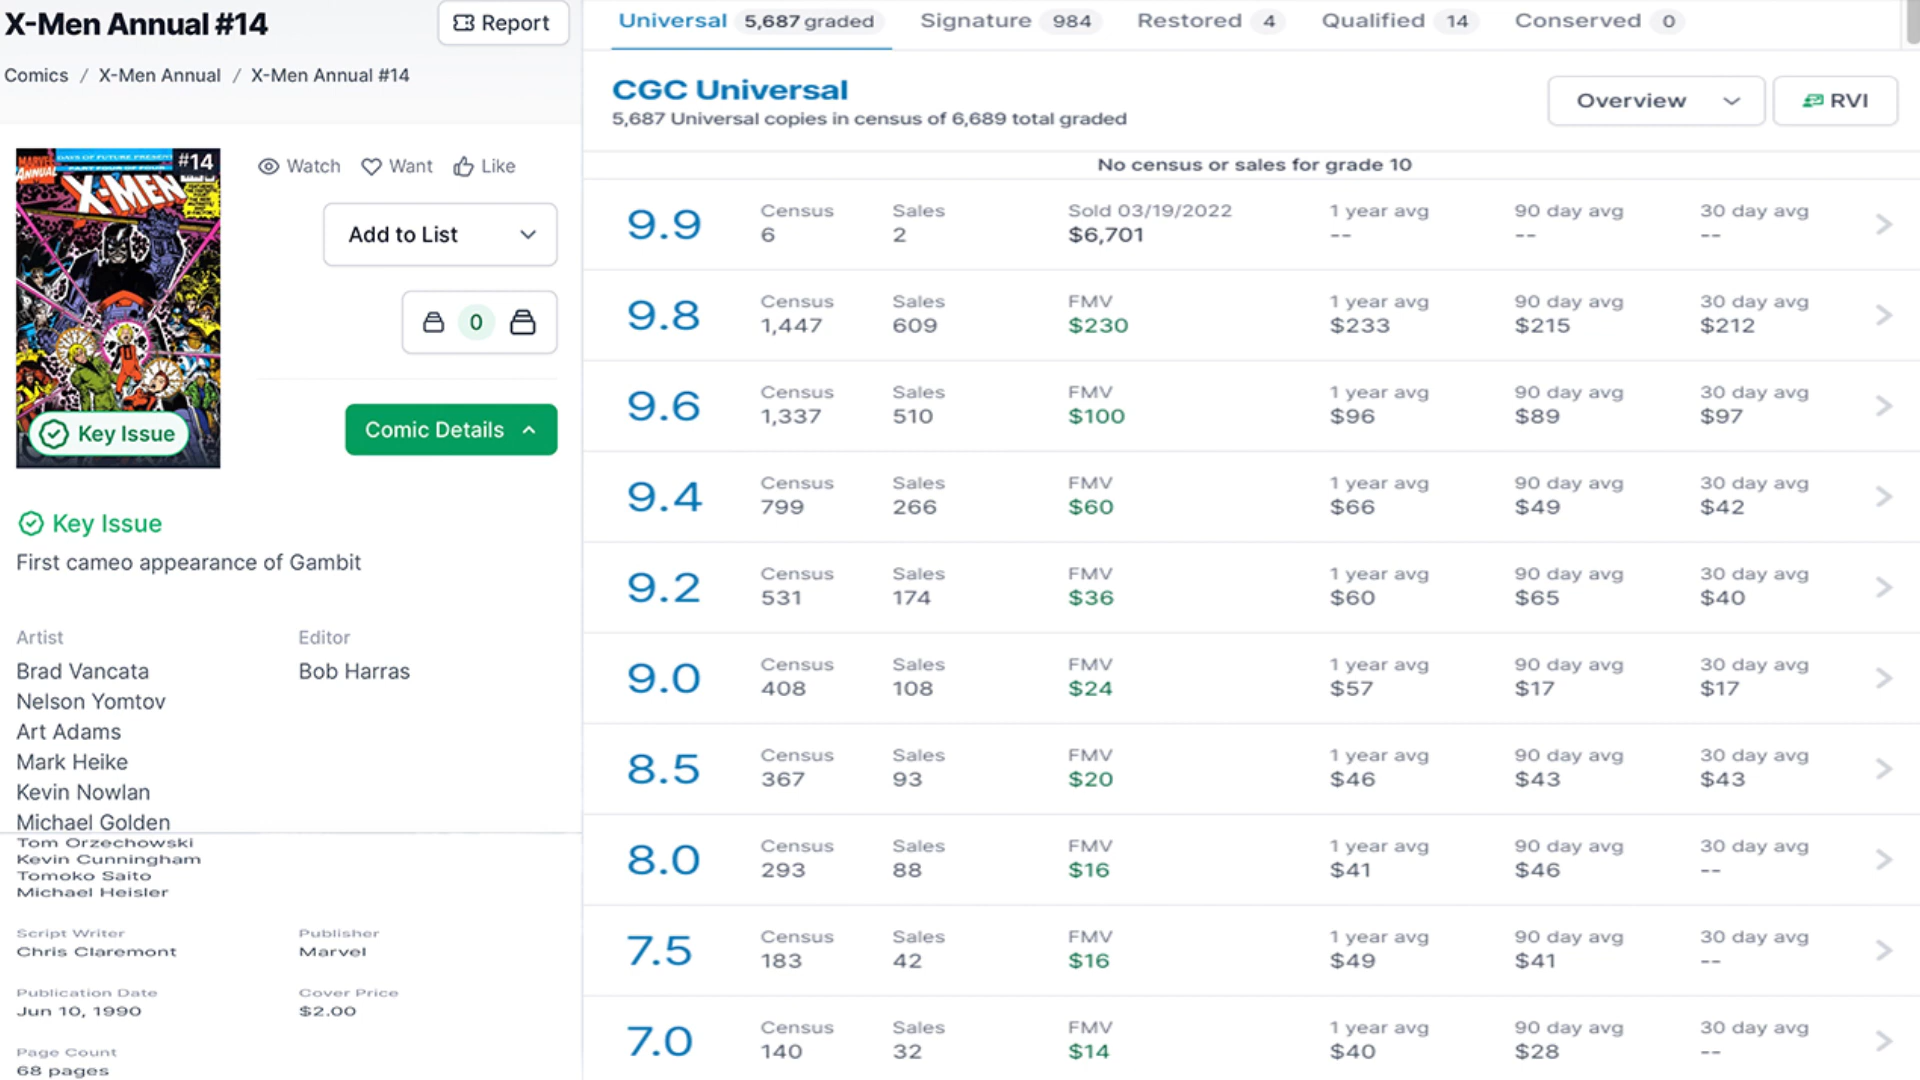 X-Men Annual #14
Report
Comics / X-Men Annual / X-Men Annual #14
MARVEL ANNUAL
DAYS OF FUTURE PRESENT
PART FOUR OF FOUR
#14
X-MEN
Key Issue
Watch Want Like
Add to List
0
Comic Details
Key Issue
First cameo appearance of Gambit
Artist
Brad Vancata
Nelson Yomtov
Art Adams
Mark Heike
Kevin Nowlan
Michael Golden
Tom Orzechowski
Kevin Cunningham
Tomoko Saito
Michael Heisler
Editor
Bob Harras
Script Writer
Chris Claremont
Publisher
Marvel
Publication Date
Jun 10, 1990
Cover Price
$2.00
Page Count
68 pages
Universal 5,687 graded Signature 984 Restored 4 Qualified 14 Conserved 0
CGC Universal
5,687 Universal copies in census of 6,689 total graded
Overview
RVI
No census or sales for grade 10
9.9
Census Sales Sold 03/19/2022 1 year avg 90 day avg 30 day avg
6 2 $6,701 -- -- --
9.8
Census Sales FMV 1 year avg 90 day avg 30 day avg
1,447 609 $230 $233 $215 $212
9.6
Census Sales FMV 1 year avg 90 day avg 30 day avg
1,337 510 $100 $96 $89 $97
9.4
Census Sales FMV 1 year avg 90 day avg 30 day avg
799 266 $60 $66 $49 $42
9.2
Census Sales FMV 1 year avg 90 day avg 30 day avg
531 174 $36 $60 $65 $40
9.0
Census Sales FMV 1 year avg 90 day avg 30 day avg
408 108 $24 $57 $17 $17
8.5
Census Sales FMV 1 year avg 90 day avg 30 day avg
367 93 $20 $46 $43 $43
8.0
Census Sales FMV 1 year avg 90 day avg 30 day avg
293 88 $16 $41 $46 --
7.5
Census Sales FMV 1 year avg 90 day avg 30 day avg
183 42 $16 $49 $41 --
7.0
Census Sales FMV 1 year avg 90 day avg 30 day avg
140 32 $14 $40 $28 --